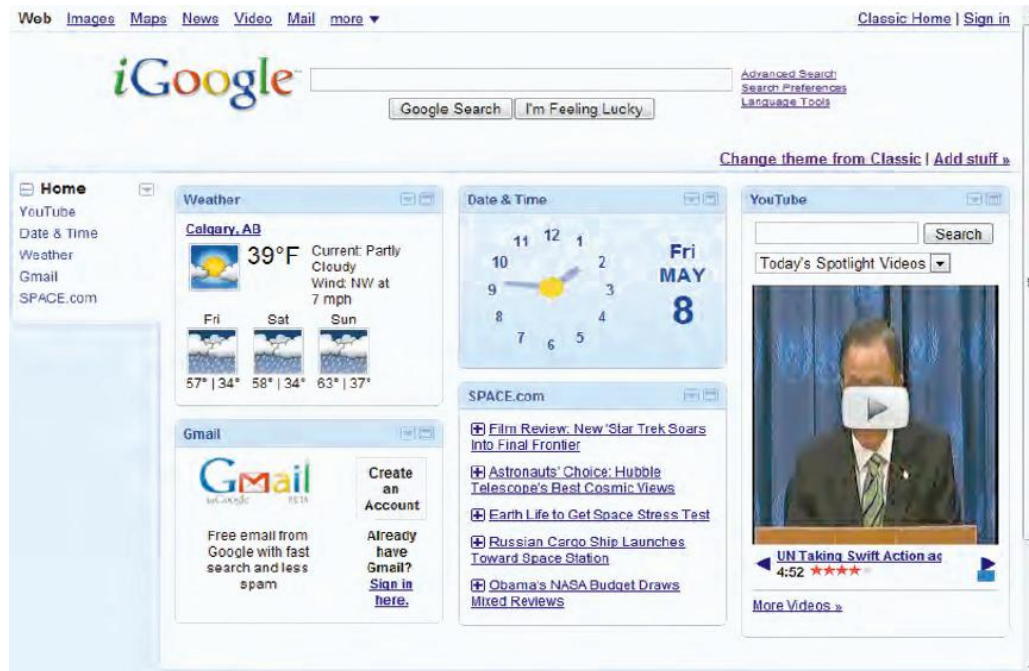 Web Images Maps News Video Mail more ▼
Classic Home | Sign in
iGoogle™
Google Search
I'm Feeling Lucky
Advanced Search
Search Preferences
Language Tools
Change theme from Classic | Add stuff »
Home
YouTube
Date & Time
Weather
Gmail
SPACE.com
Weather
Calgary, AB
39°F
Current: Partly
Cloudy
Wind: NW at
7 mph
Fri Sat Sun
57° | 34° 58° | 34° 63° | 37°
Gmail
Gmail
by Google BETA
Free email from
Google with fast
search and less
spam
Create
an
Account
Already
have
Gmail?
Sign in
here.
Date & Time
12
1
2
3
4
5
6
7
8
9
10
11
Fri
MAY
8
SPACE.com
Film Review: New 'Star Trek Soars
Into Final Frontier
Astronauts' Choice: Hubble
Telescope's Best Cosmic Views
Earth Life to Get Space Stress Test
Russian Cargo Ship Launches
Toward Space Station
Obama's NASA Budget Draws
Mixed Reviews
YouTube
Search
Today's Spotlight Videos
UN Taking Swift Action ag
4:52
More Videos »